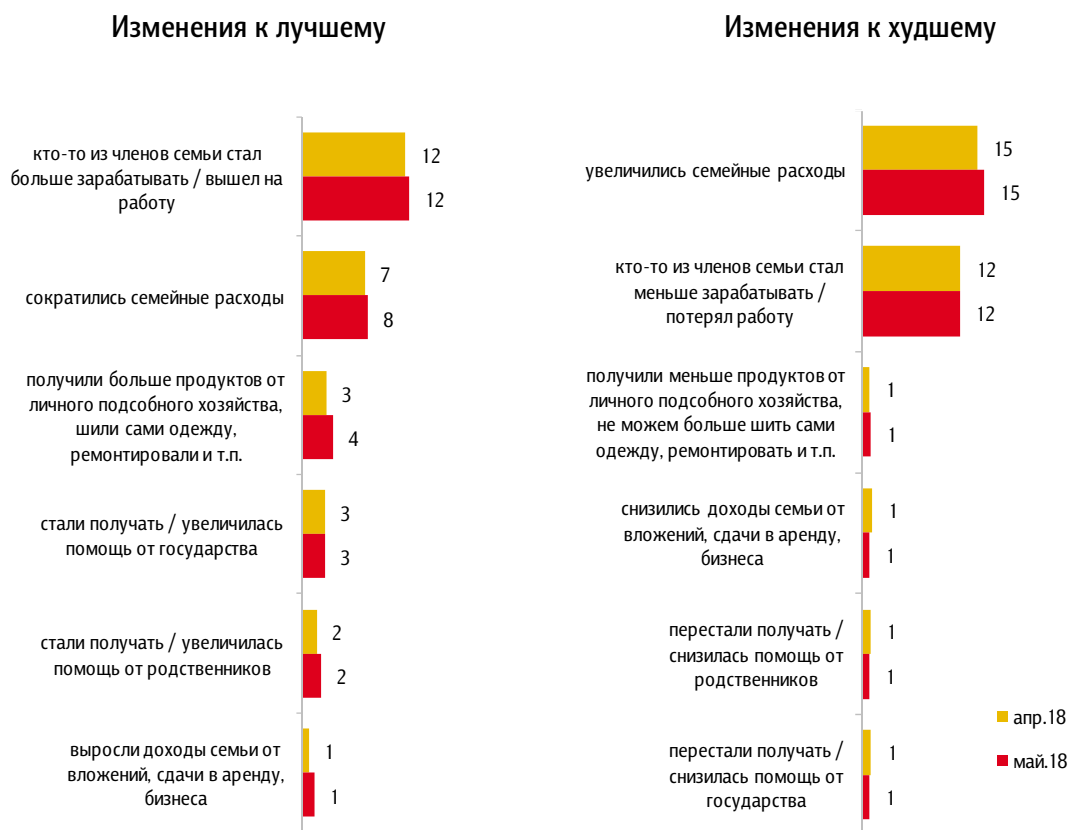 Изменения к лучшему
кто-то из членов семьи стал
больше зарабатывать / вышел на
работу
12
12
сократились семейные расходы
7
8
получили больше продуктов от
личного подсобного хозяйства,
шили сами одежду,
ремонтировали и т.п.
3
4
стали получать / увеличилась
помощь от государства
3
3
стали получать / увеличилась
помощь от родственников
2
2
выросли доходы семьи от
вложений, сдачи в аренду,
бизнеса
1
1
Изменения к худшему
увеличились семейные расходы
15
15
кто-то из членов семьи стал
меньше зарабатывать /
потерял работу
12
12
получили меньше продуктов от
личного подсобного хозяйства,
не можем больше шить сами
одежду, ремонтировать и т.п.
1
1
снизились доходы семьи от
вложений, сдачи в аренду,
бизнеса
1
1
перестали получать /
снизилась помощь от
родственников
1
1
перестали получать /
снизилась помощь от
государства
1
1
апр.18
май.18